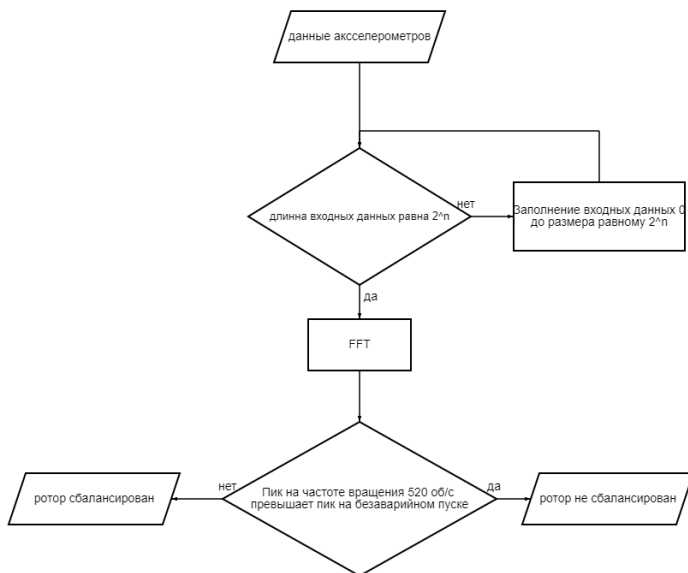 данные аксселерометров
длинна входных данных равна 2^n
нет
Заполнение входных данных 0
до размера равному 2^n
да
FFT
Пик на частоте вращения 520 об/с
превышает пик на безаварийном пуске
нет
да
ротор сбалансирован
ротор не сбалансирован